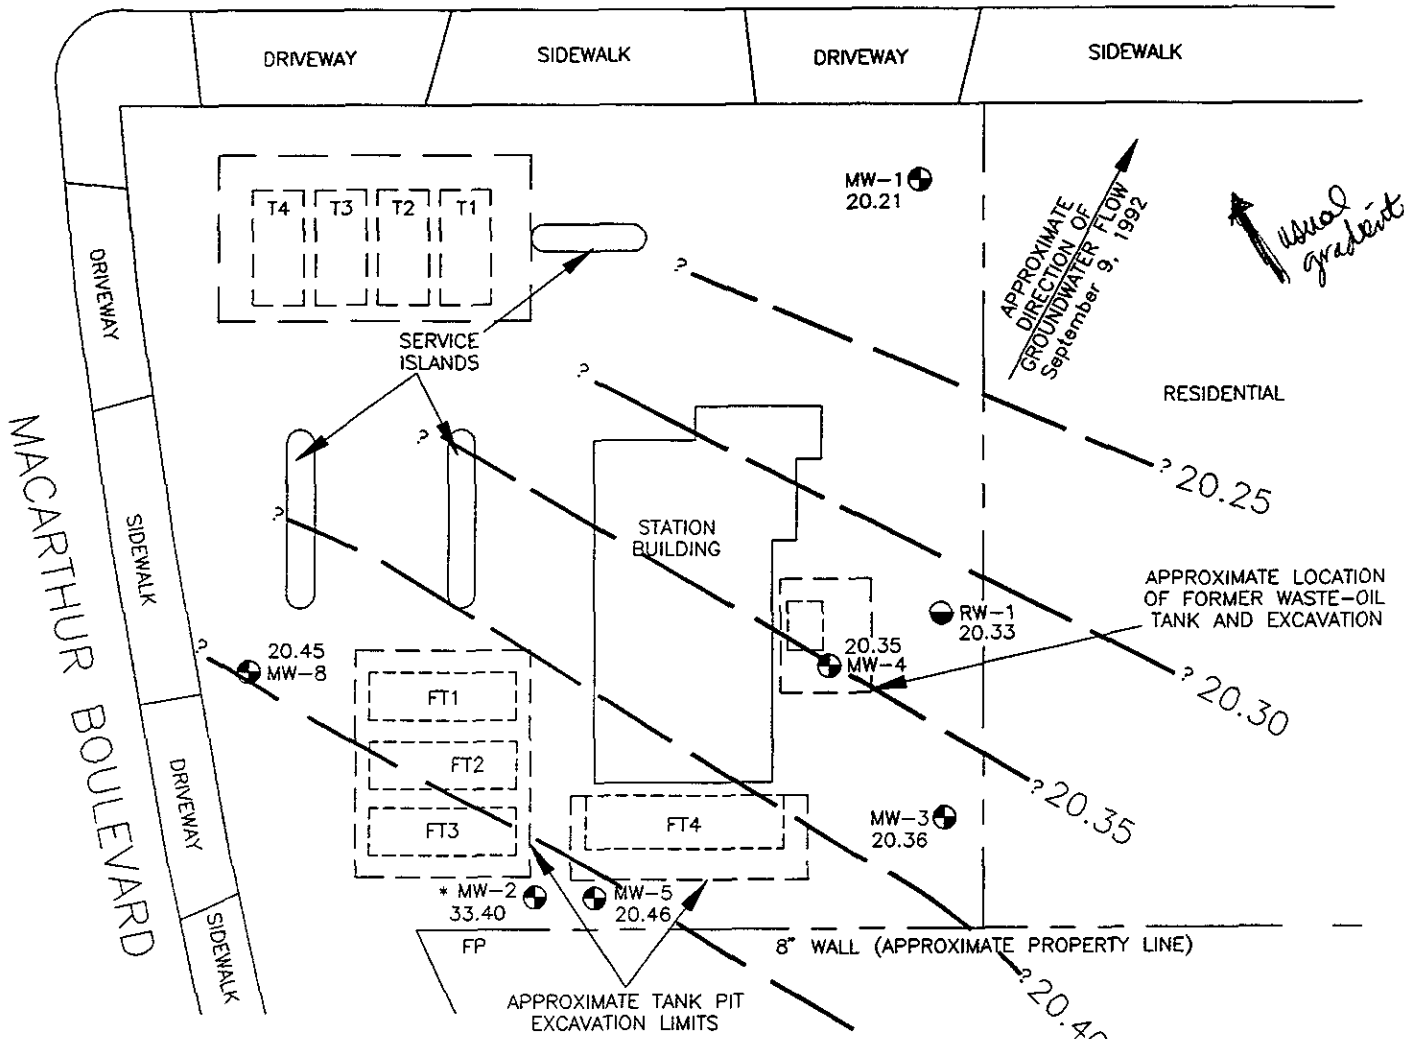 DRIVEWAY
SIDEWALK
DRIVEWAY
SIDEWALK
MW-1
20.21
APPROXIMATE
DIRECTION OF
GROUNDWATER FLOW
September 9, 1992
usual
gradient
T4
T3
T2
T1
DRIVEWAY
?
SERVICE
ISLANDS
?
RESIDENTIAL
MACARTHUR BOULEVARD
?
? 20.25
SIDEWALK
?
STATION
BUILDING
APPROXIMATE LOCATION
OF FORMER WASTE-OIL
TANK AND EXCAVATION
RW-1
20.33
?
20.45
MW-8
20.35
MW-4
? 20.30
FT1
FT2
FT3
FT4
DRIVEWAY
? 20.35
MW-3
20.36
* MW-2
33.40
MW-5
20.46
SIDEWALK
FP
8" WALL (APPROXIMATE PROPERTY LINE)
APPROXIMATE TANK PIT
EXCAVATION LIMITS
? 20.40